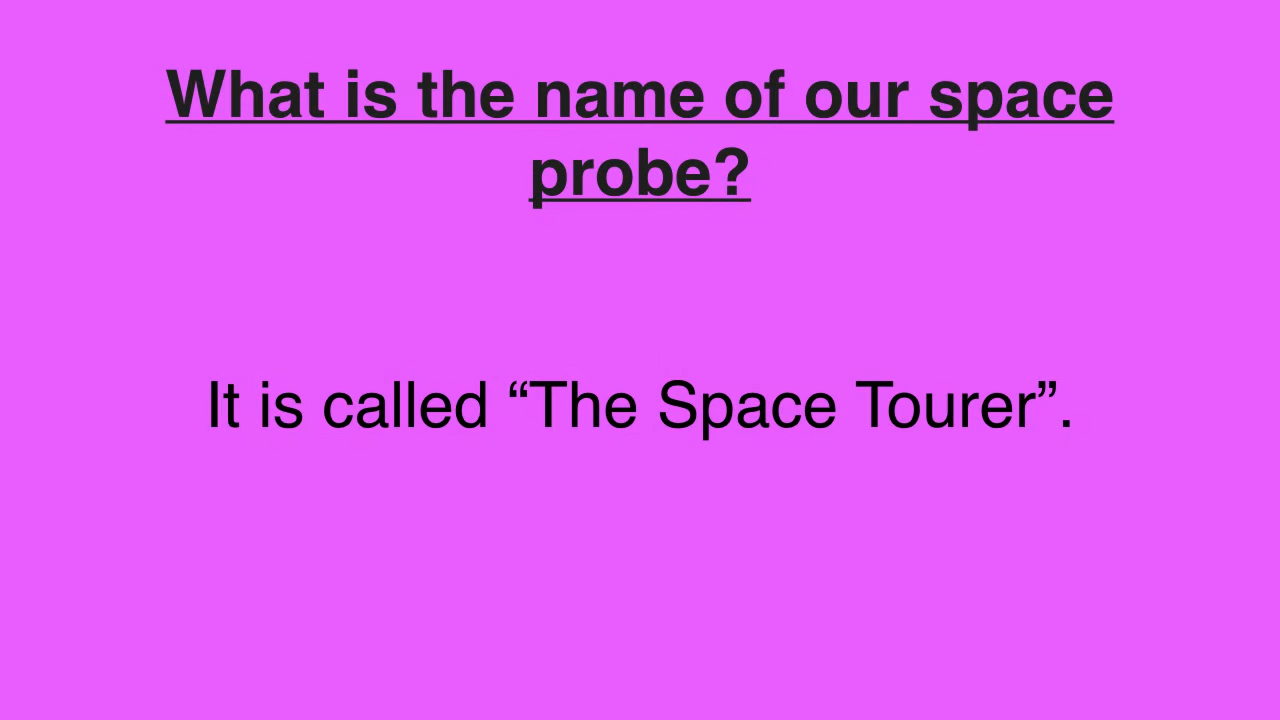 What is the name of our space
probe?
It is called “The Space Tourer”.